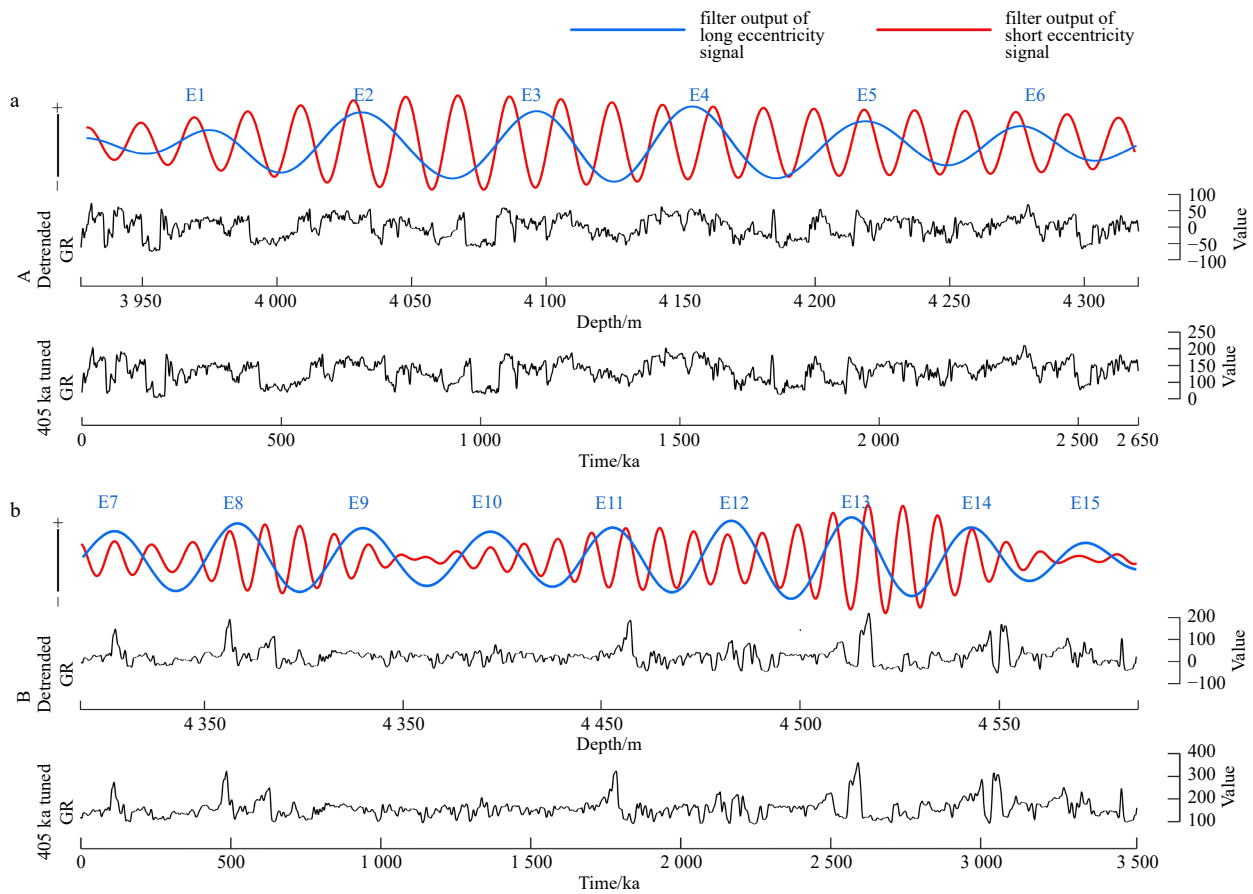 filter output of
long eccentricity
signal
filter output of
short eccentricity
signal
a
E1 E2 E3 E4 E5 E6
+
−
A
Detrended
GR
100
50
0
−50
−100
Value
3 950 4 000 4 050 4 100 4 150 4 200 4 250 4 300
Depth/m
405 ka tuned
GR
250
200
150
100
0
Value
0 500 1 000 1 500 2 000 2 500 2 650
Time/ka
b
E7 E8 E9 E10 E11 E12 E13 E14 E15
+
−
B
Detrended
GR
200
100
0
−100
Value
4 350 4 350 4 450 4 500 4 550
Depth/m
405 ka tuned
GR
400
300
200
100
Value
0 500 1 000 1 500 2 000 2 500 3 000 3 500
Time/ka